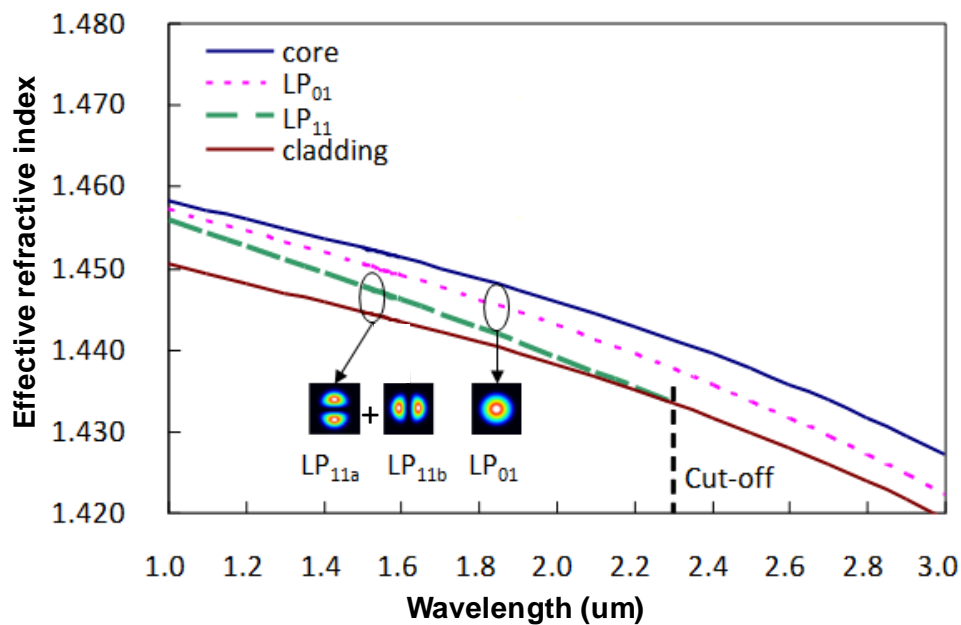 1.480
1.470
1.460
1.450
1.440
1.430
1.420
Effective refractive index
core
LP01
LP11
cladding
+
LP11a LP11b LP01
Cut-off
1.0 1.2 1.4 1.6 1.8 2.0 2.2 2.4 2.6 2.8 3.0
Wavelength (um)